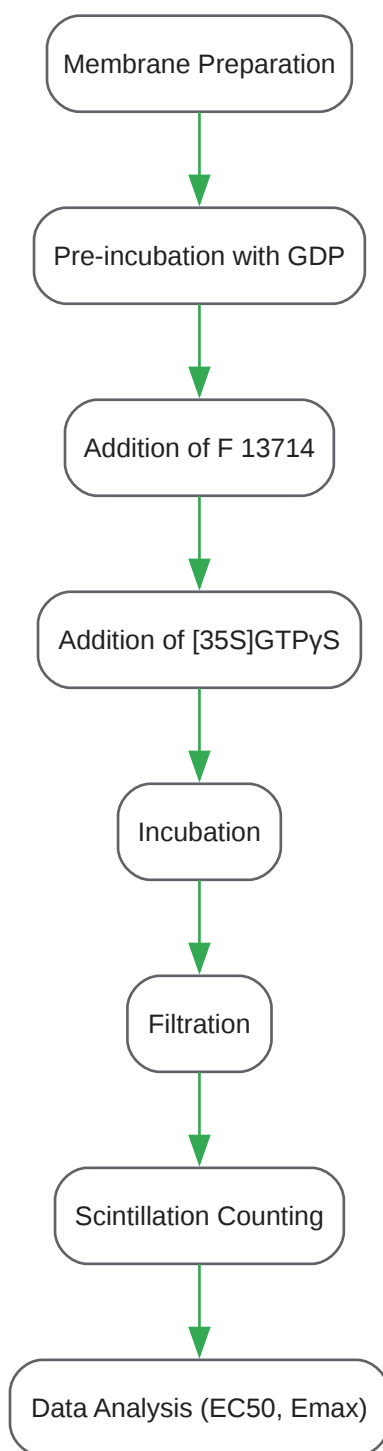 Membrane Preparation
Pre-incubation with GDP
Addition of F 13714
Addition of [35S]GTPγS
Incubation
Filtration
Scintillation Counting
Data Analysis (EC50, Emax)